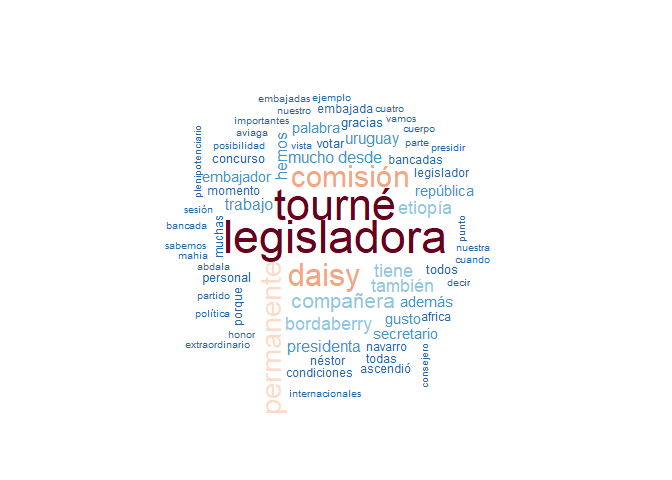 embajadas ejemplo
nuestro embajada cuatro
importantes palabra gracias vamos
aviaga hemos vista votar uruguay cuerpo
plenipotenciario posibilidad parte presidir
concurso mucho desde bancadas
embajador comisión legislador
momento república
sesión trabajo tourné etiopía
bancada muchas legisladora punto nuestra
sabemos cuando
mahía
abdala daisy tiene todos
personal permanente también decir
partido porque compañera además
política bordaberry gusto africa
honor secretario
extraordinario presidenta navarro
néstor todas consejero
condiciones ascendió
internacionales